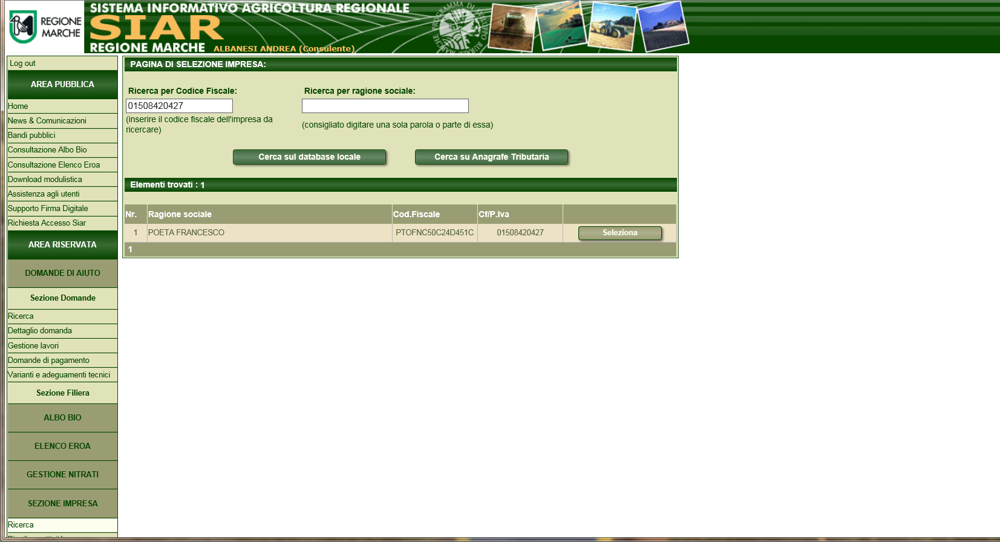 REGIONE
MARCHE
SISTEMA INFORMATIVO AGRICOLTURA REGIONALE
SIAR
REGIONE MARCHE ALBANESI ANDREA (Consulente)
Log out
AREA PUBBLICA
Home
News & Comunicazioni
Bandi pubblici
Consultazione Albo Bio
Consultazione Elenco Eroa
Download modulistica
Assistenza agli utenti
Supporto Firma Digitale
Richiesta Accesso Siar
AREA RISERVATA
DOMANDE DI AIUTO
Sezione Domande
Ricerca
Dettaglio domanda
Gestione lavori
Domande di pagamento
Varianti e adeguamenti tecnici
Sezione Filiera
ALBO BIO
ELENCO EROA
GESTIONE NITRATI
SEZIONE IMPRESA
Ricerca
PAGINA DI SELEZIONE IMPRESA:
Ricerca per Codice Fiscale: Ricerca per ragione sociale:
01508420427
(inserire il codice fiscale dell'impresa da
ricercare)
(consigliato digitare una sola parola o parte di essa)
Cerca sul database locale Cerca su Anagrafe Tributaria
Elementi trovati : 1
Nr. Ragione sociale Cod.Fiscale Cf/P.Iva
1 POETA FRANCESCO PTOFNC50C24D451C 01508420427 Seleziona
1